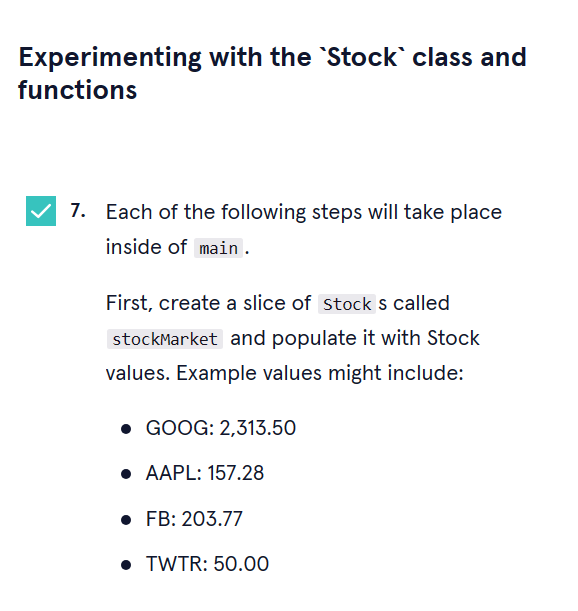 Experimenting with the `Stock` class and
functions
7. Each of the following steps will take place
inside of main.
First, create a slice of Stock s called
stockMarket and populate it with Stock
values. Example values might include:
• GOOG: 2,313.50
• AAPL: 157.28
• FB: 203.77
• TWTR: 50.00